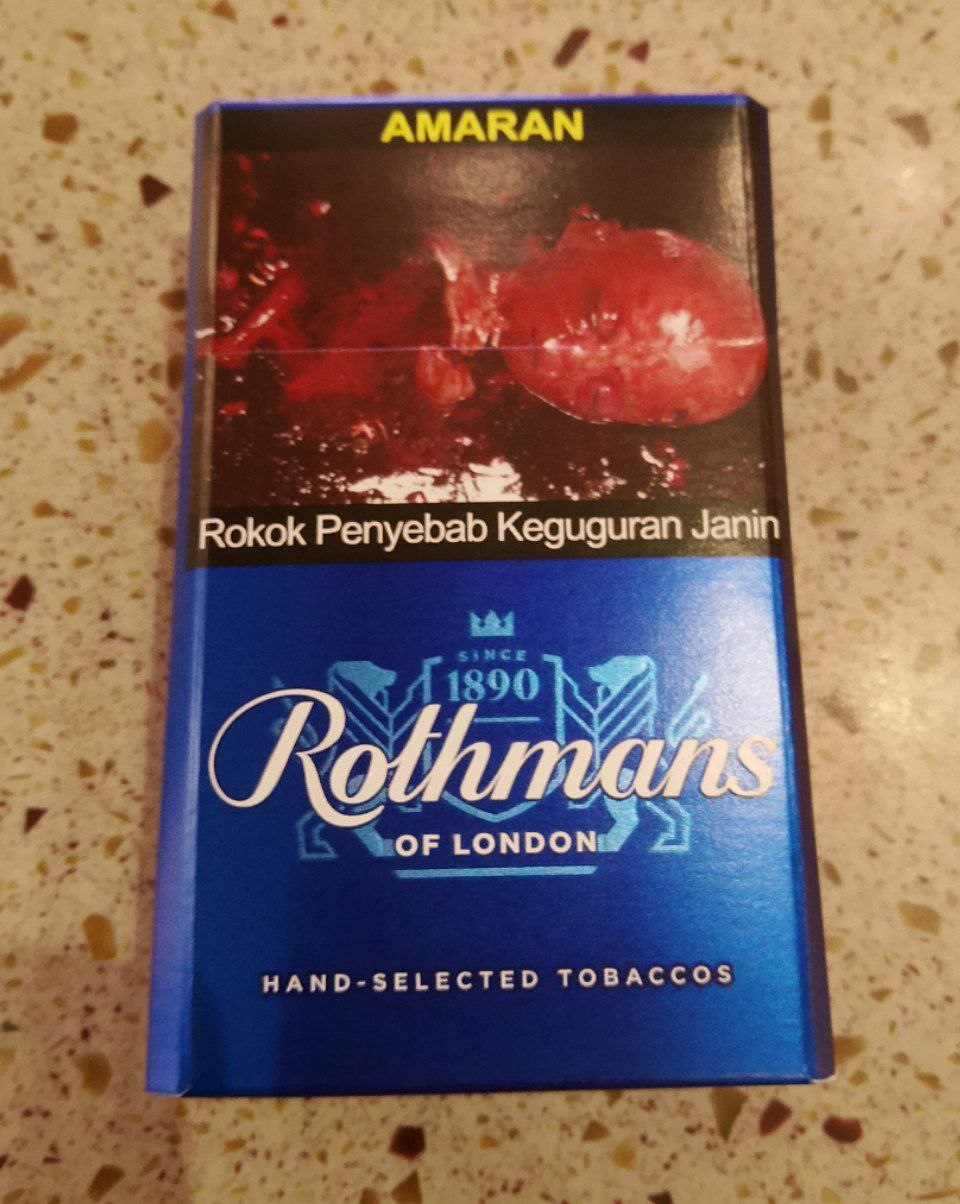 AMARAN
Rokok Penyebab Keguguran Janin
SINCE
1890
Rothmans
OF LONDON
HAND-SELECTED TOBACCOS